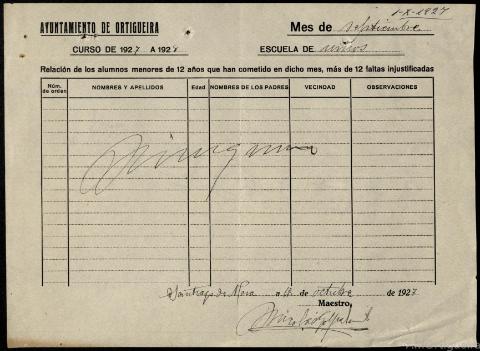 1-X-1927
AYUNTAMIENTO DE ORTIGUEIRA
Mes de septiembre
CURSO DE 1927 A 1928
ESCUELA DE niños
Relación de los alumnos menores de 12 años que han cometido en dicho mes, más de 12 faltas injustificadas
Núm. de orden NOMBRES Y APELLIDOS Edad NOMBRES DE LOS PADRES VECINDAD OBSERVACIONES
Ninguno
Santiago de Mera a 1º de octubre de 1927
Maestro,